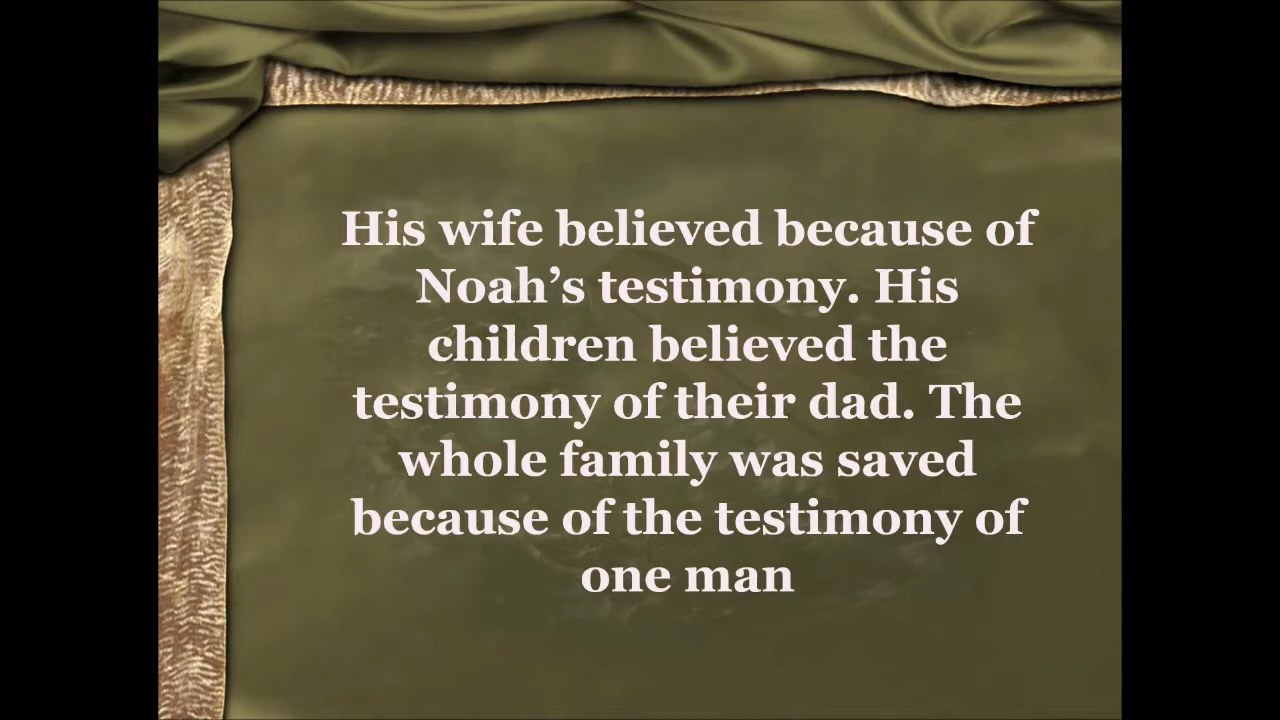 His wife believed because of
Noah’s testimony. His
children believed the
testimony of their dad. The
whole family was saved
because of the testimony of
one man